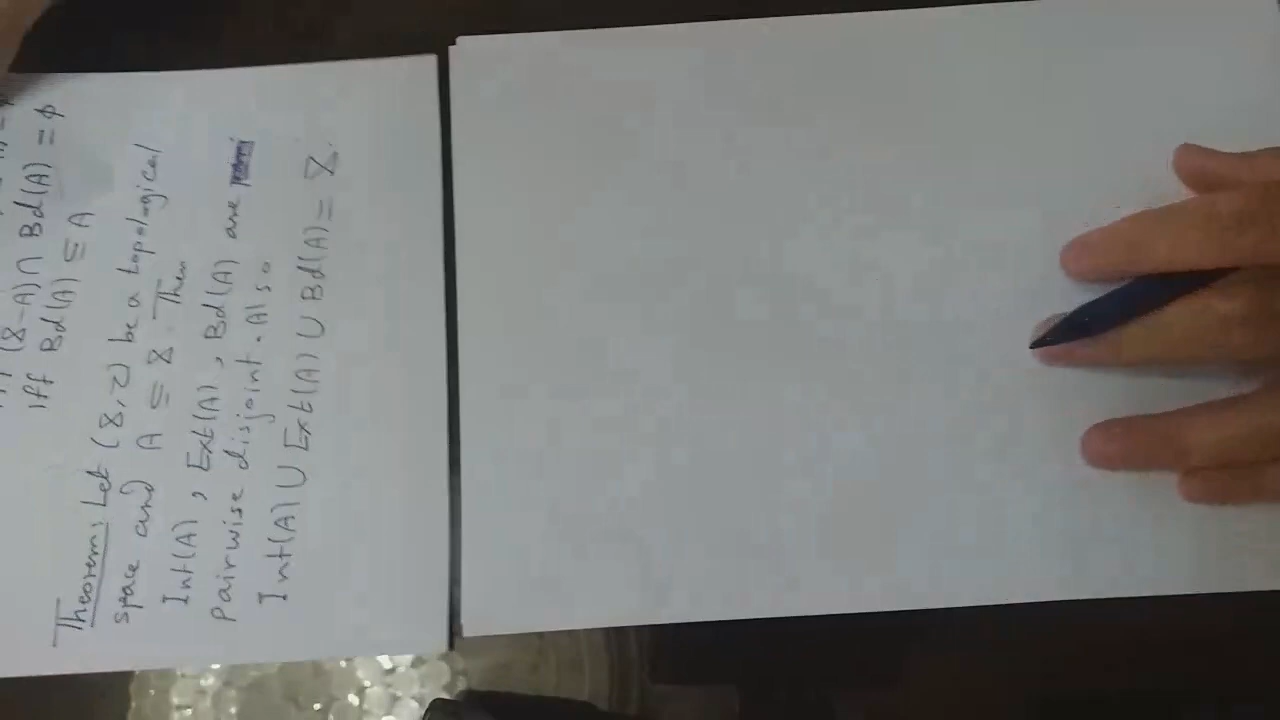 (X-A)∩Bd(A)=ϕ
iff Bd(A)⊆A
Theorem: Let (X,τ) be a topological
space and A ⊆ X. Then
Int(A), Ext(A), Bd(A) are
Pairwise disjoint. Also
Int(A)∪Ext(A)∪Bd(A)=X.